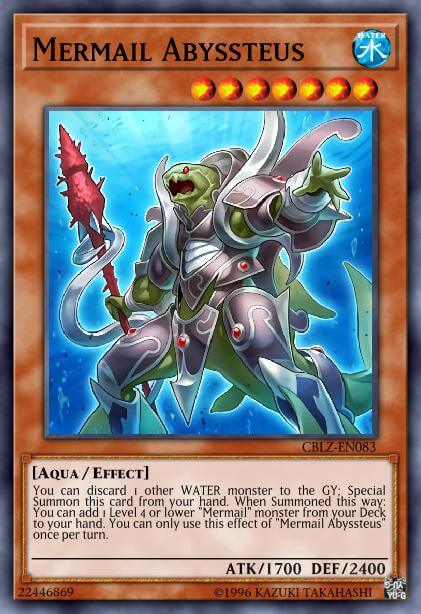 MERMAIL ABYSSTEUS
WATER
水
CBLZ-EN083
[AQUA / EFFECT]
You can discard 1 other WATER monster to the GY; Special
Summon this card from your hand. When Summoned this way:
You can add 1 Level 4 or lower "Mermail" monster from your Deck
to your hand. You can only use this effect of "Mermail Abyssteus"
once per turn.
ATK/1700 DEF/2400
22446869
©1996 KAZUKI TAKAHASHI